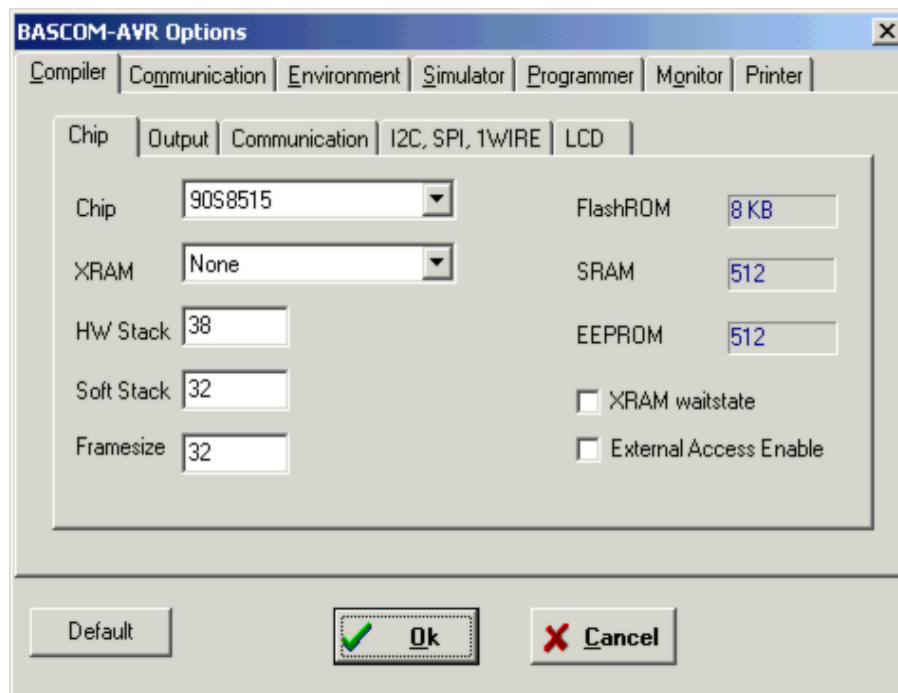 BASCOM-AVR Options
Compiler Communication Environment Simulator Programmer Monitor Printer
Chip Output Communication I2C, SPI, 1WIRE LCD
Chip 90S8515 FlashROM 8 KB
XRAM None SRAM 512
HW Stack 38 EEPROM 512
Soft Stack 32 XRAM waitstate
Framesize 32 External Access Enable
Default Ok Cancel